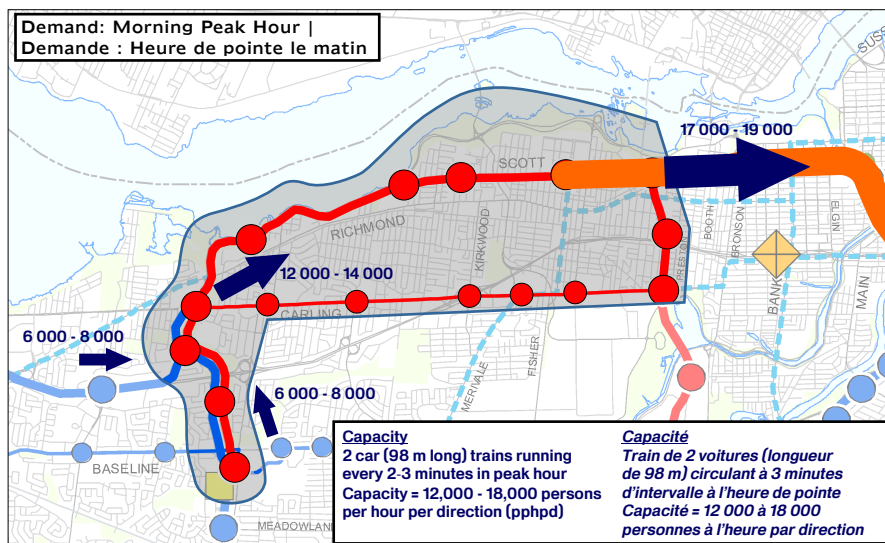 Demand: Morning Peak Hour |
Demande : Heure de pointe le matin
17 000 - 19 000
SCOTT
RICHMOND
KIRKWOOD
BOOTH
BRONSON
ELGIN
BANK
MAIN
12 000 - 14 000
CARLING
6 000 - 8 000
MERIVALE
FISHER
6 000 - 8 000
BASELINE
Capacity
2 car (98 m long) trains running
every 2-3 minutes in peak hour
Capacity = 12,000 - 18,000 persons
per hour per direction (pphpd)
Capacité
Train de 2 voitures (longueur
de 98 m) circulant à 3 minutes
d'intervalle à l'heure de pointe
Capacité = 12 000 à 18 000
personnes à l'heure par direction